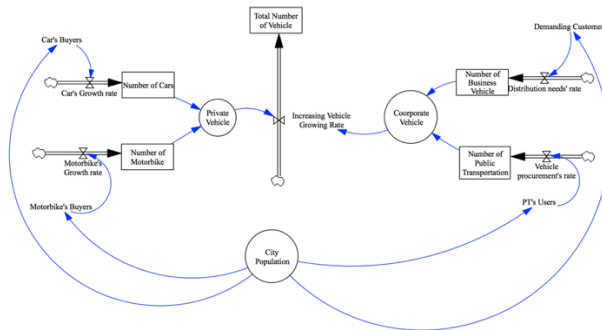 Total Number
of Vehicle
Car's Buyers
Demanding Customer
Car's Growth rate
Number of Cars
Number of
Business
Vehicle
Distribution needs' rate
Private
Vehicle
Increasing Vehicle
Growing Rate
Coorporate
Vehicle
Motorbike's
Growth rate
Number of
Motorbike
Number of
Public
Transportation
Vehicle
procurement's rate
Motorbike's Buyers
PT's Users
City
Population